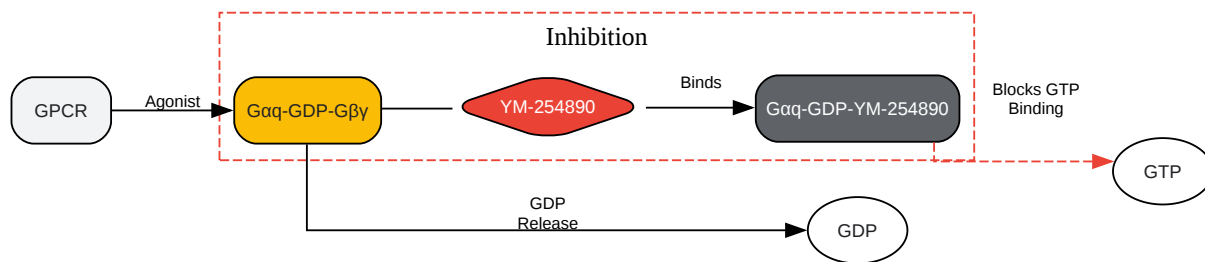 Inhibition
GPCR
Agonist
Gαq-GDP-Gβγ
YM-254890
Binds
Gαq-GDP-YM-254890
Blocks GTP
Binding
GTP
GDP
Release
GDP